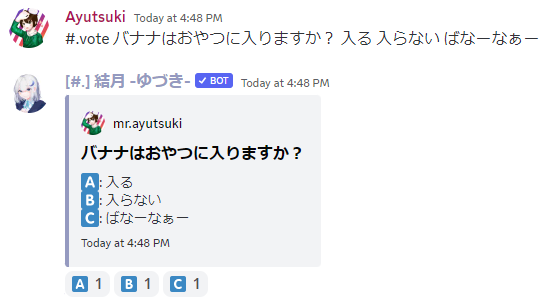 Ayutsuki Today at 4:48 PM
#.vote バナナはおやつに入りますか？ 入る 入らない ばなーなぁー
[#.] 結月 -ゆづき- BOT Today at 4:48 PM
mr.ayutsuki
バナナはおやつに入りますか？
A : 入る
B : 入らない
C : ばなーなぁー
Today at 4:48 PM
A 1 B 1 C 1